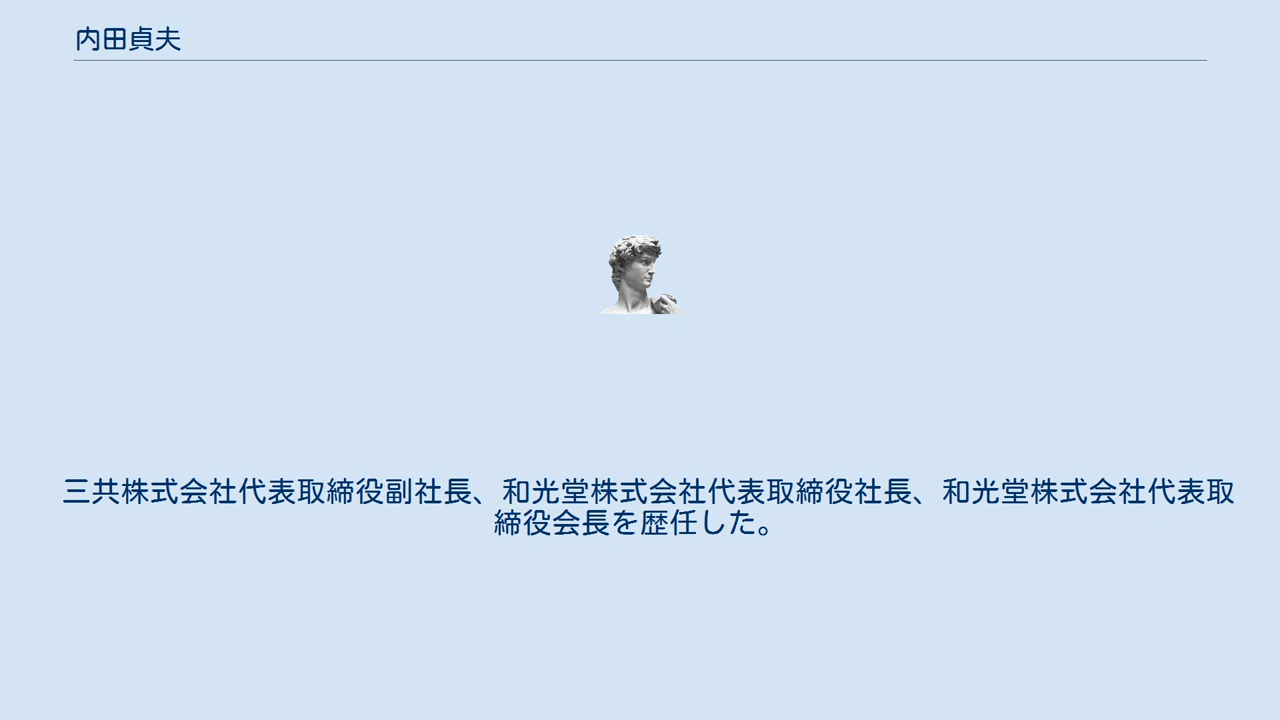 内田貞夫
三共株式会社代表取締役副社長、和光堂株式会社代表取締役社長、和光堂株式会社代表取
締役会長を歴任した。